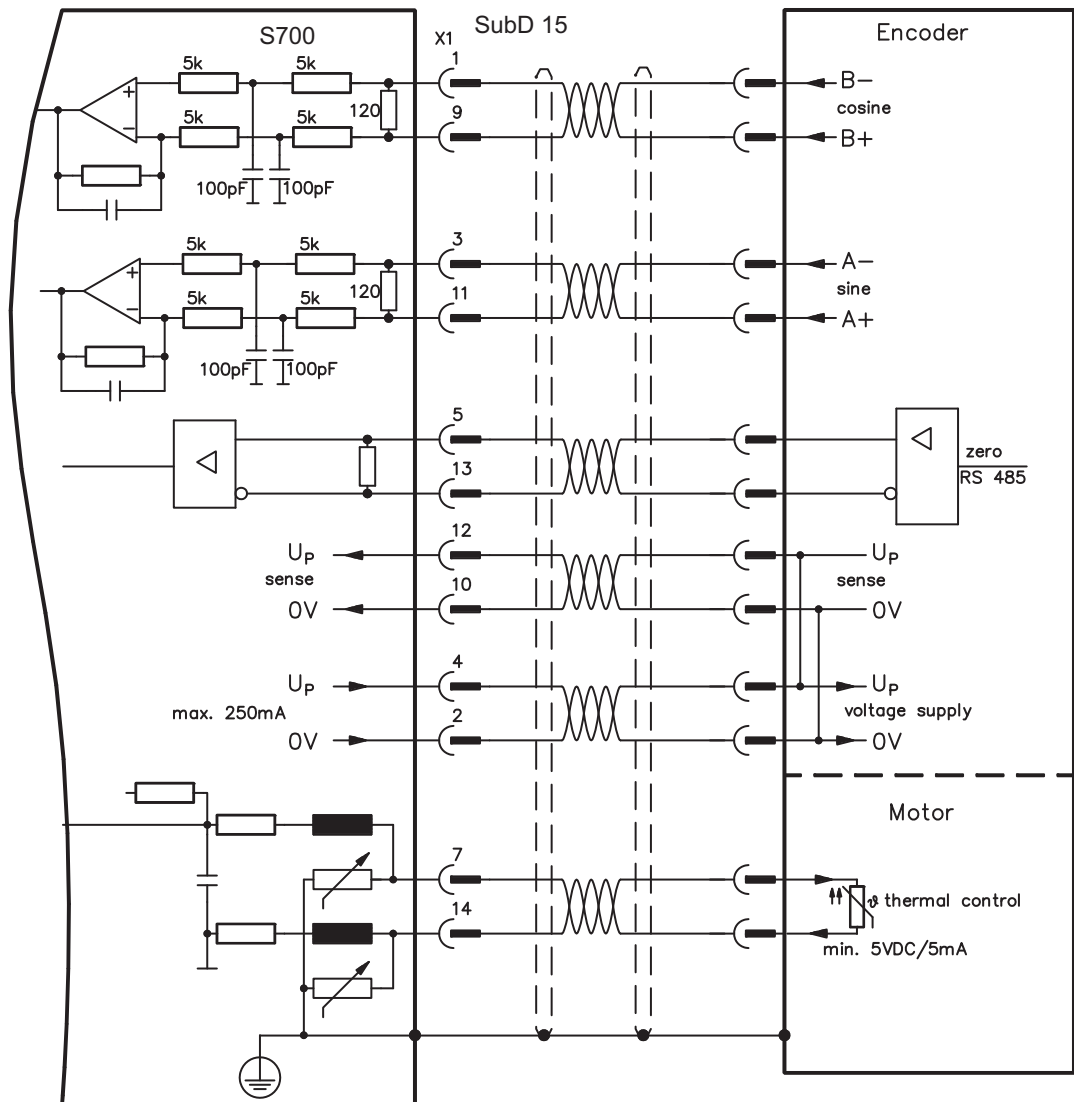 S700
X1
SubD 15
Encoder
5k
5k
1
B−
+
120
cosine
5k
5k
9
B+
−
100pF
100pF
5k
5k
3
A−
+
120
sine
5k
5k
11
A+
−
100pF
100pF
5
zero
13
RS 485
UP
12
UP
sense
sense
0V
10
0V
UP
4
UP
max. 250mA
voltage supply
0V
2
0V
Motor
7
14
ϑ thermal control
min. 5VDC/5mA